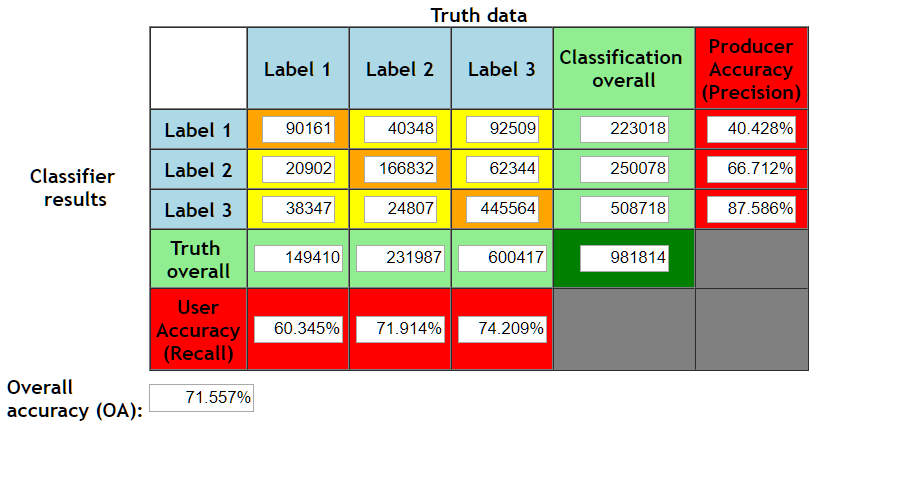 Truth data
Label 1 Label 2 Label 3 Classification overall Producer Accuracy (Precision)
Classifier results
Label 1 90161 40348 92509 223018 40.428%
Label 2 20902 166832 62344 250078 66.712%
Label 3 38347 24807 445564 508718 87.586%
Truth overall 149410 231987 600417 981814
User Accuracy (Recall) 60.345% 71.914% 74.209%
Overall accuracy (OA): 71.557%